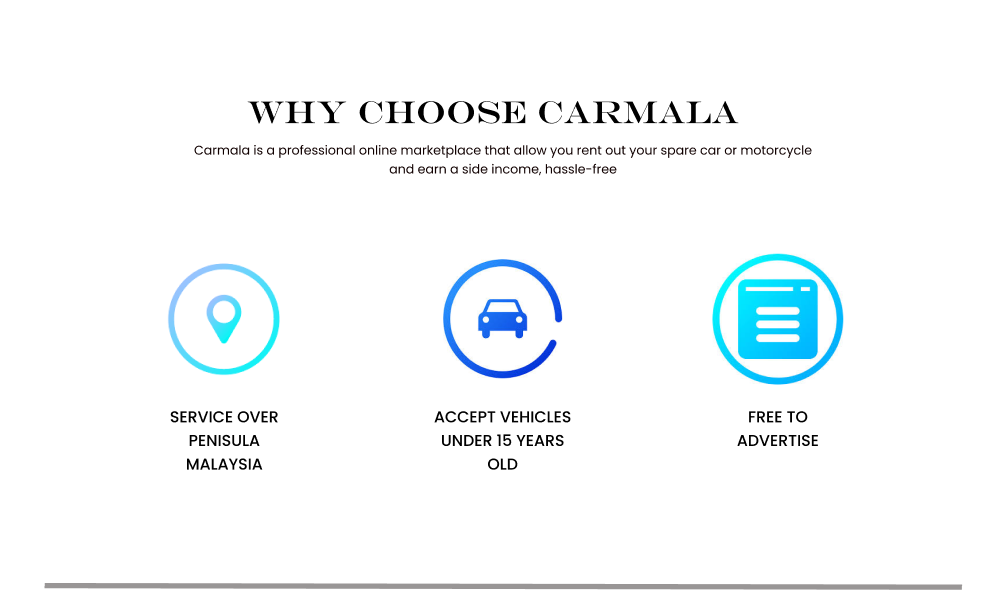 WHY CHOOSE CARMALA
Carmala is a professional online marketplace that allow you rent out your spare car or motorcycle
and earn a side income, hassle-free
SERVICE OVER
PENISULA
MALAYSIA
ACCEPT VEHICLES
UNDER 15 YEARS
OLD
FREE TO
ADVERTISE